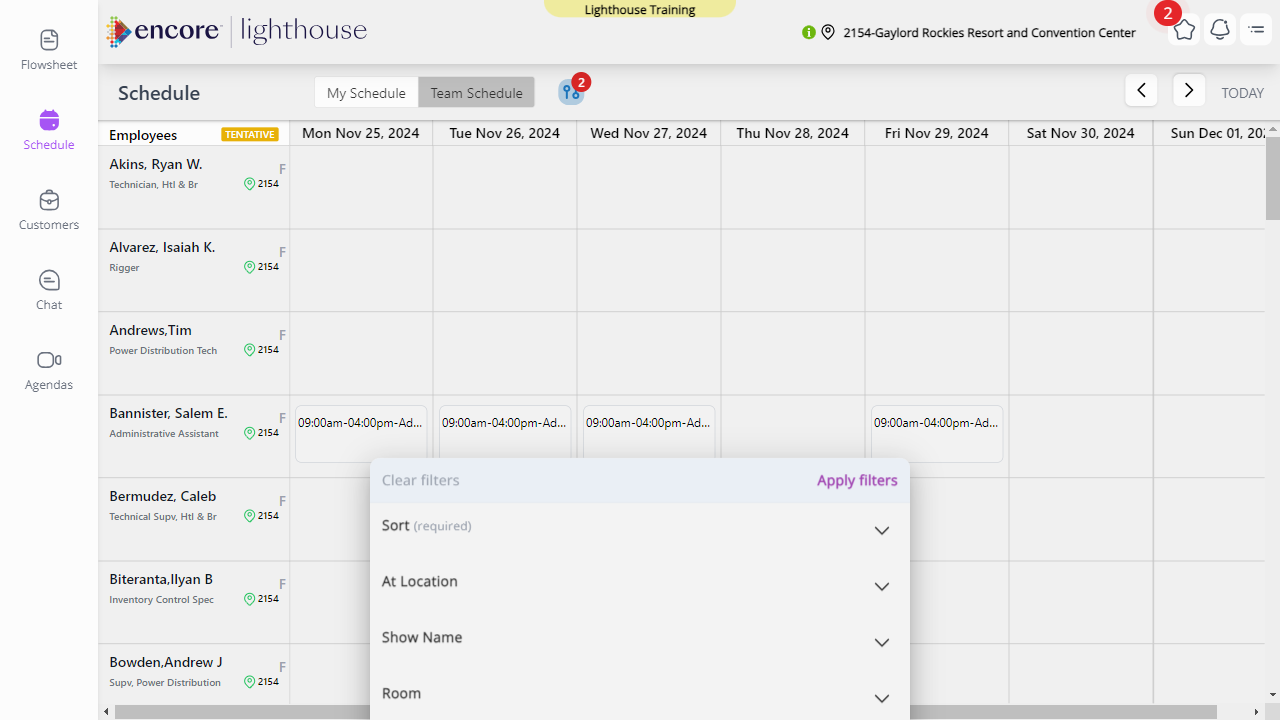 Lighthouse Training
encore lighthouse
2154-Gaylord Rockies Resort and Convention Center
2
Flowsheet
Schedule
Customers
Chat
Agendas
Schedule
My Schedule
Team Schedule
2
TODAY
Employees TENTATIVE
Mon Nov 25, 2024
Tue Nov 26, 2024
Wed Nov 27, 2024
Thu Nov 28, 2024
Fri Nov 29, 2024
Sat Nov 30, 2024
Sun Dec 01, 202
Akins, Ryan W. F
Technician, Htl & Br 2154
Alvarez, Isaiah K. F
Rigger 2154
Andrews,Tim F
Power Distribution Tech 2154
Bannister, Salem E. F
Administrative Assistant 2154
09:00am-04:00pm-Ad...
09:00am-04:00pm-Ad...
09:00am-04:00pm-Ad...
09:00am-04:00pm-Ad...
Bermudez, Caleb F
Technical Supv, Htl & Br 2154
Biteranta,Ilyan B F
Inventory Control Spec 2154
Bowden,Andrew J F
Supv, Power Distribution 2154
Clear filters
Apply filters
Sort (required)
At Location
Show Name
Room